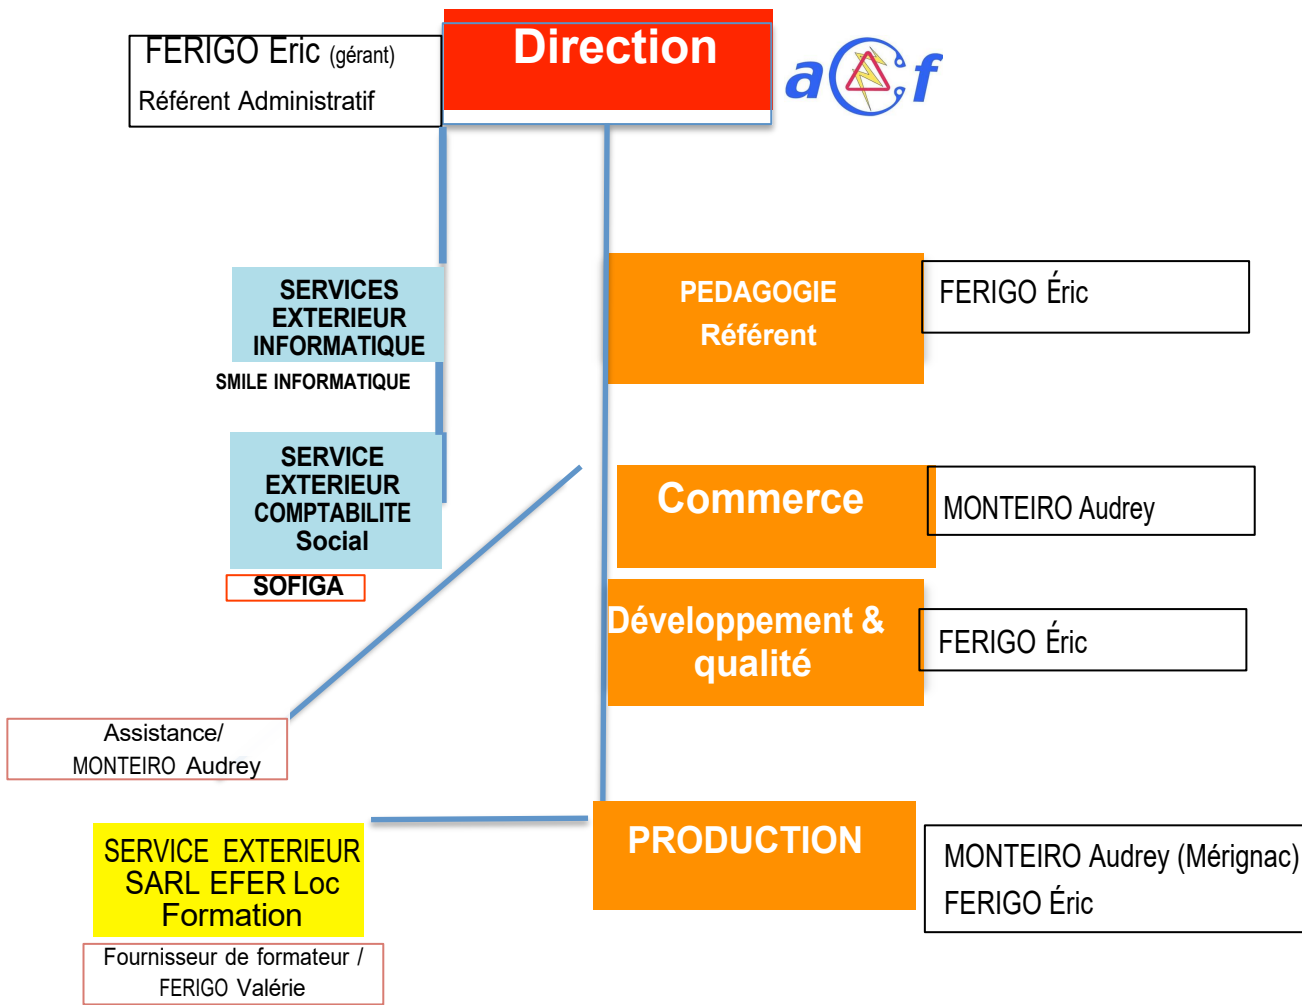 FERIGO Eric (gérant)
Référent Administratif
Direction
aCf
SERVICES
EXTERIEUR
INFORMATIQUE
SMILE INFORMATIQUE
PEDAGOGIE
Référent
FERIGO Éric
SERVICE
EXTERIEUR
COMPTABILITE
Social
SOFIGA
Commerce
MONTEIRO Audrey
Développement &
qualité
FERIGO Éric
Assistance/
MONTEIRO Audrey
SERVICE EXTERIEUR
SARL EFER Loc
Formation
Fournisseur de formateur /
FERIGO Valérie
PRODUCTION
MONTEIRO Audrey (Mérignac)
FERIGO Éric